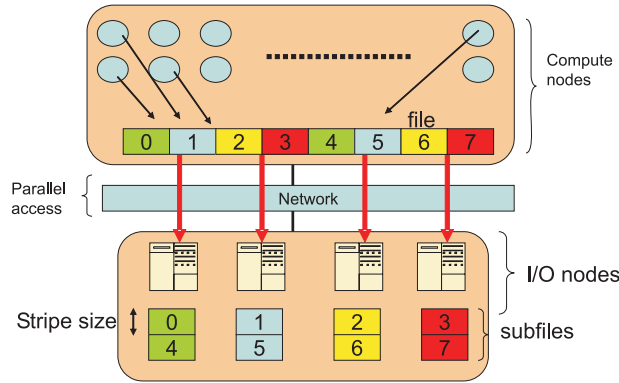 Compute
nodes
file
0 1 2 3 4 5 6 7
Parallel
access
Network
I/O nodes
Stripe size
0 1 2 3
4 5 6 7
subfiles